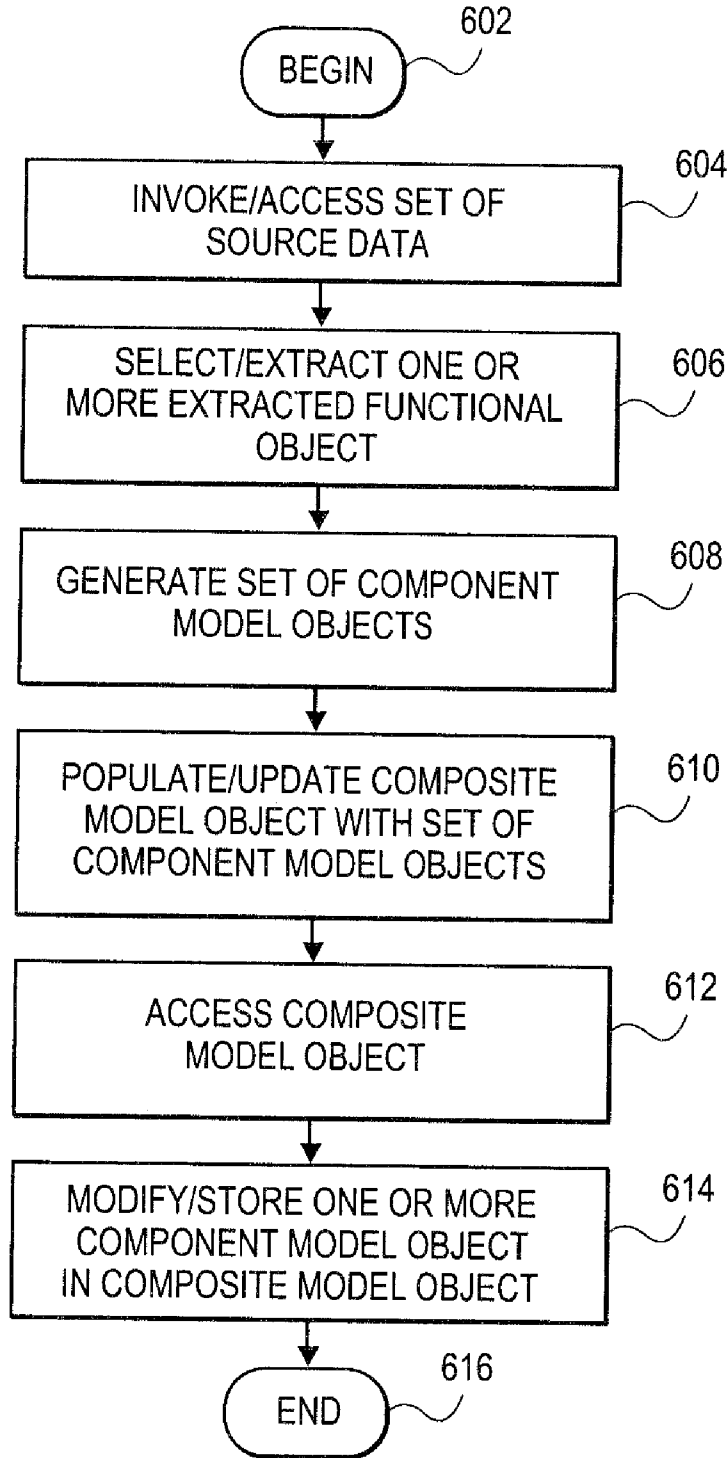 602
BEGIN
604
INVOKE/ACCESS SET OF
SOURCE DATA
606
SELECT/EXTRACT ONE OR
MORE EXTRACTED FUNCTIONAL
OBJECT
608
GENERATE SET OF COMPONENT
MODEL OBJECTS
610
POPULATE/UPDATE COMPOSITE
MODEL OBJECT WITH SET OF
COMPONENT MODEL OBJECTS
612
ACCESS COMPOSITE
MODEL OBJECT
614
MODIFY/STORE ONE OR MORE
COMPONENT MODEL OBJECT
IN COMPOSITE MODEL OBJECT
616
END